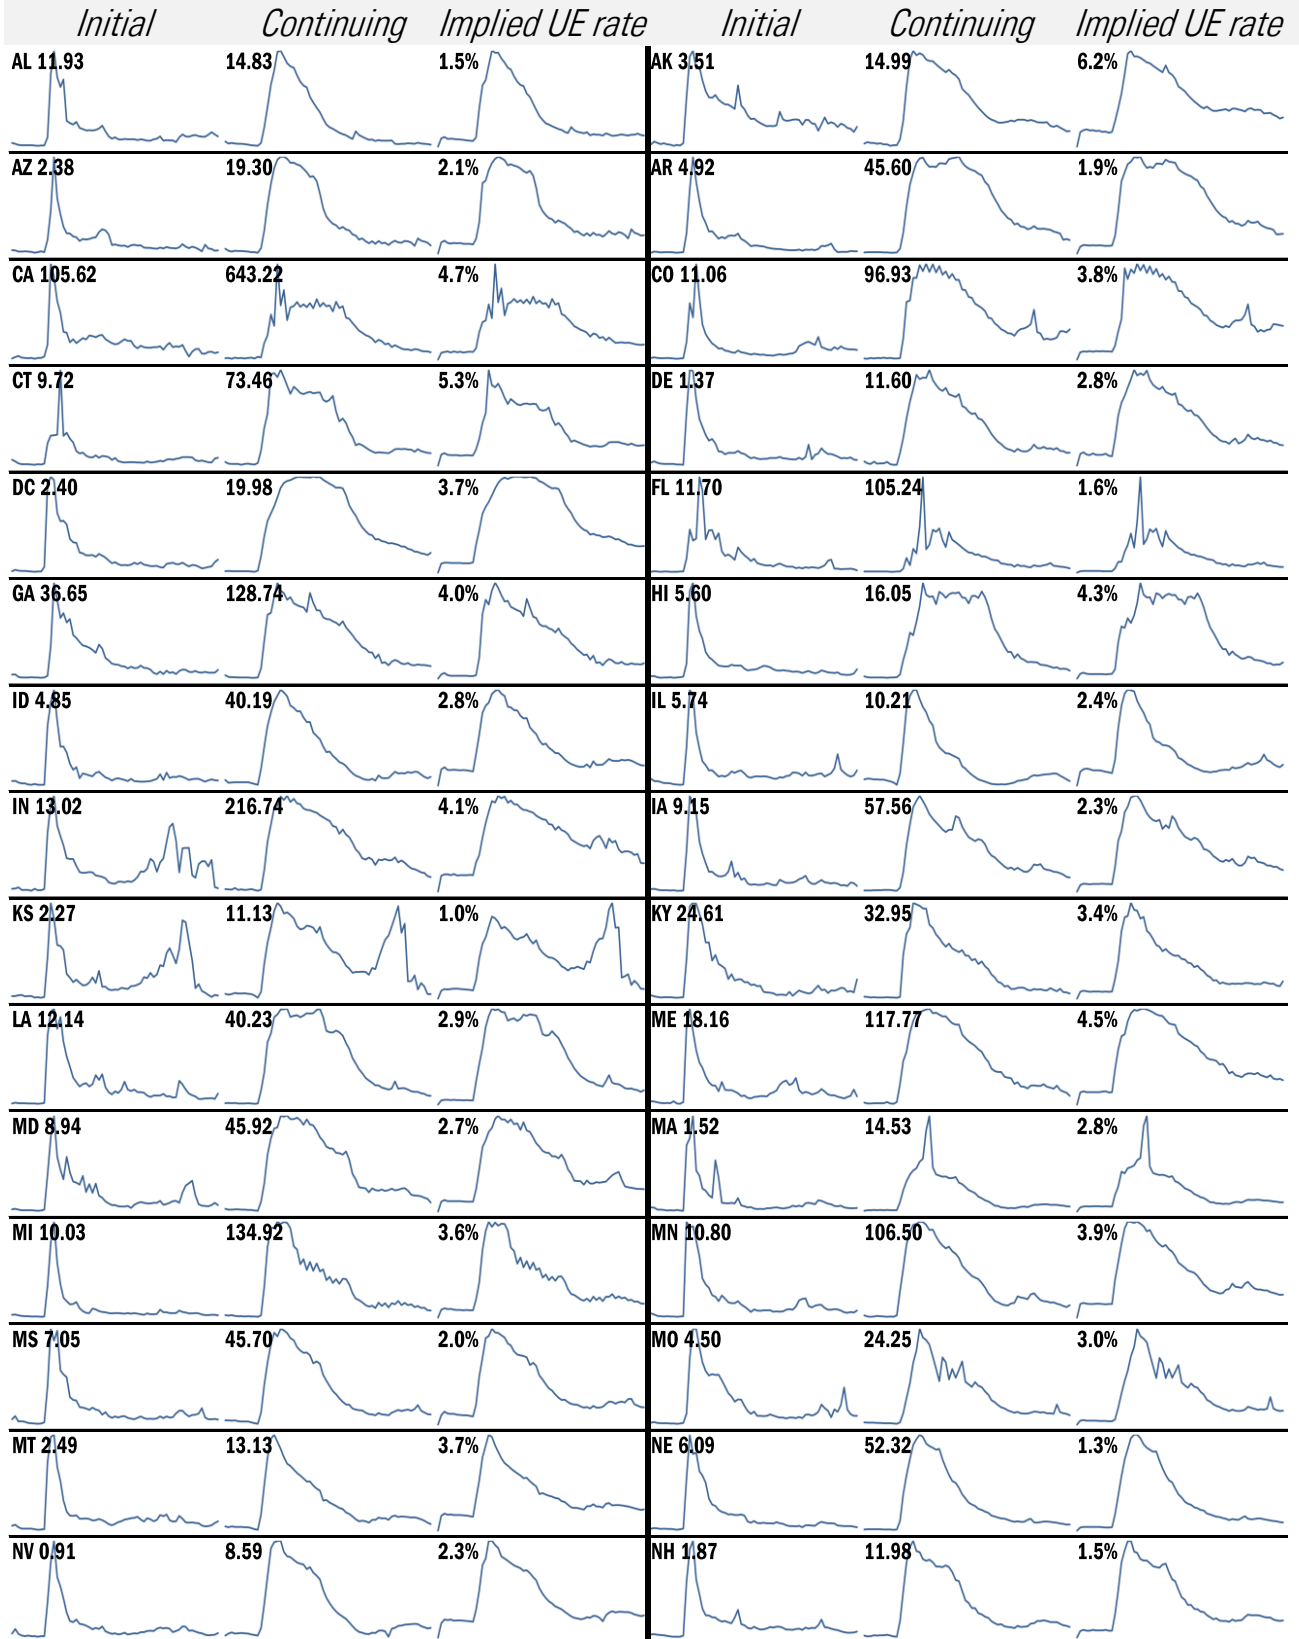 Initial Continuing Implied UE rate Initial Continuing Implied UE rate
AL 11.93 14.83 1.5% AK 3.51 14.99 6.2%
AZ 2.38 19.30 2.1% AR 4.92 45.60 1.9%
CA 105.62 643.22 4.7% CO 11.06 96.93 3.8%
CT 9.72 73.46 5.3% DE 1.37 11.60 2.8%
DC 2.40 19.98 3.7% FL 11.70 105.24 1.6%
GA 36.65 128.74 4.0% HI 5.60 16.05 4.3%
ID 4.85 40.19 2.8% IL 5.74 10.21 2.4%
IN 13.02 216.74 4.1% IA 9.15 57.56 2.3%
KS 2.27 11.13 1.0% KY 24.61 32.95 3.4%
LA 12.14 40.23 2.9% ME 18.16 117.77 4.5%
MD 8.94 45.92 2.7% MA 1.52 14.53 2.8%
MI 10.03 134.92 3.6% MN 10.80 106.50 3.9%
MS 7.05 45.70 2.0% MO 4.50 24.25 3.0%
MT 2.49 13.13 3.7% NE 6.09 52.32 1.3%
NV 0.91 8.59 2.3% NH 1.87 11.98 1.5%